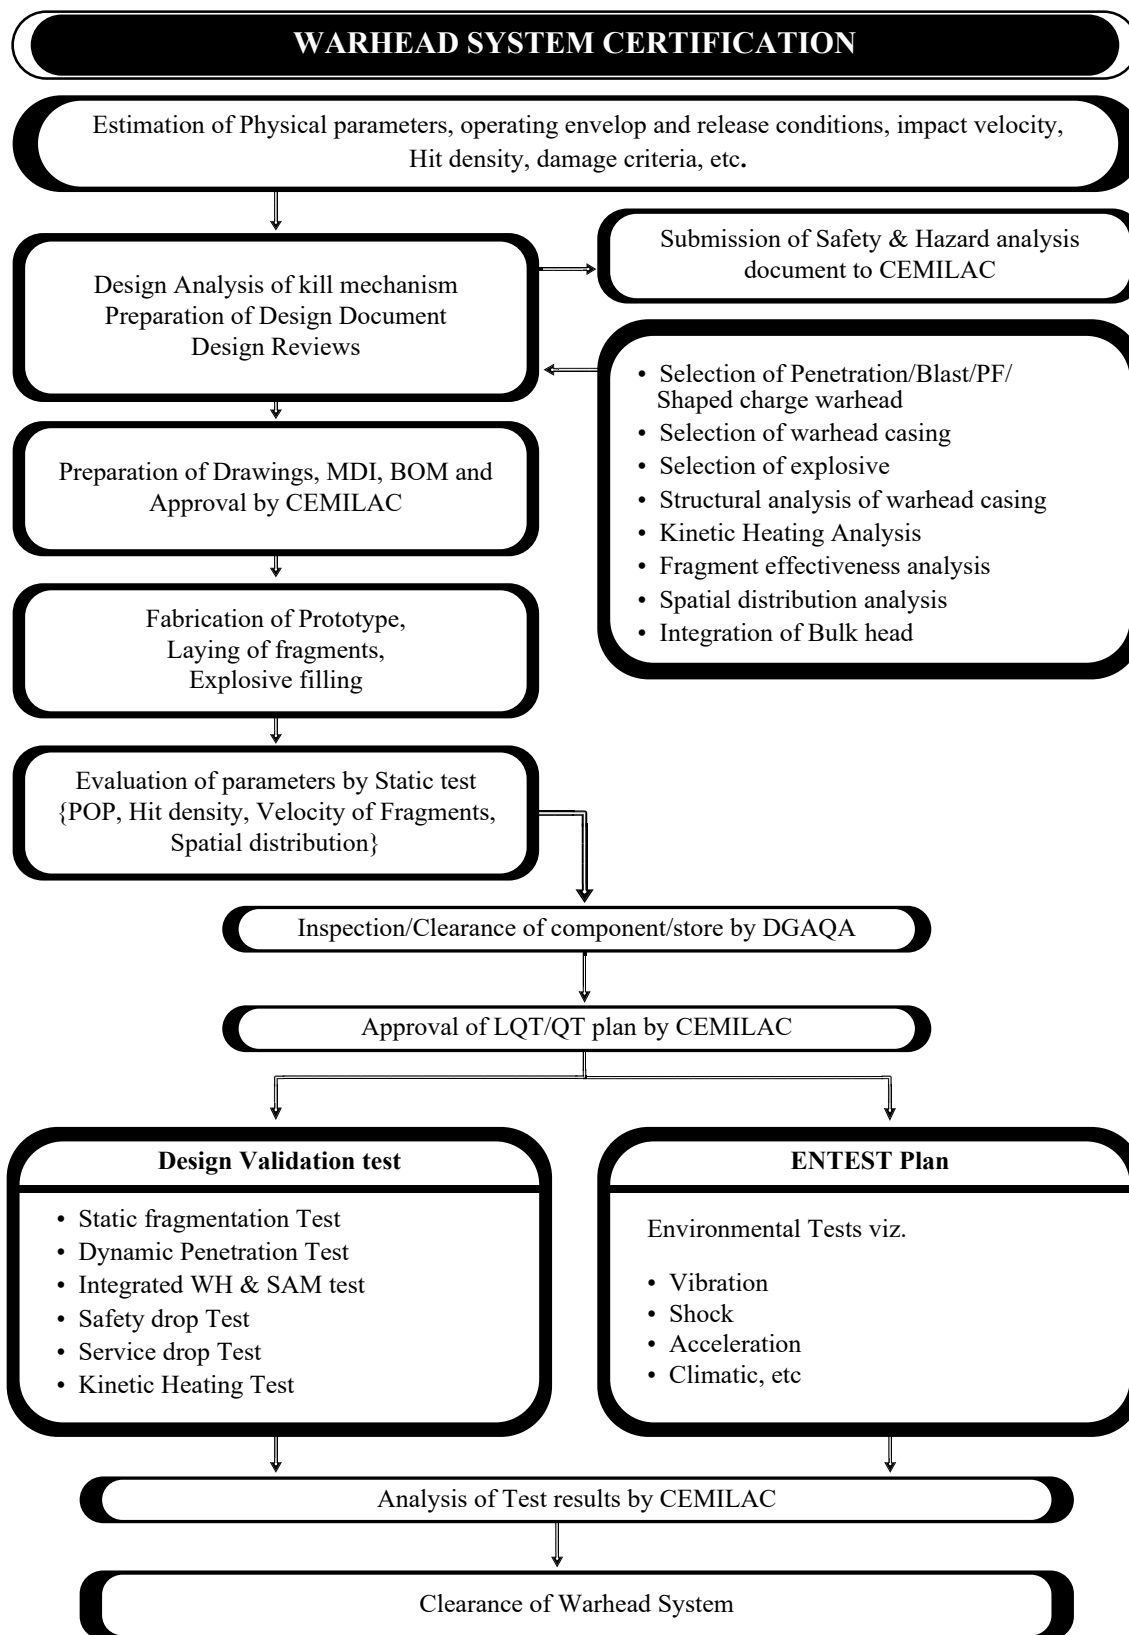 WARHEAD SYSTEM CERTIFICATION
Estimation of Physical parameters, operating envelop and release conditions, impact velocity,
Hit density, damage criteria, etc.
Submission of Safety & Hazard analysis
document to CEMILAC
Design Analysis of kill mechanism
Preparation of Design Document
Design Reviews
• Selection of Penetration/Blast/PF/
Shaped charge warhead
• Selection of warhead casing
• Selection of explosive
• Structural analysis of warhead casing
• Kinetic Heating Analysis
• Fragment effectiveness analysis
• Spatial distribution analysis
• Integration of Bulk head
Preparation of Drawings, MDI, BOM and
Approval by CEMILAC
Fabrication of Prototype,
Laying of fragments,
Explosive filling
Evaluation of parameters by Static test
{POP, Hit density, Velocity of Fragments,
Spatial distribution}
Inspection/Clearance of component/store by DGAQA
Approval of LQT/QT plan by CEMILAC
Design Validation test
• Static fragmentation Test
• Dynamic Penetration Test
• Integrated WH & SAM test
• Safety drop Test
• Service drop Test
• Kinetic Heating Test
ENTEST Plan
Environmental Tests viz.
• Vibration
• Shock
• Acceleration
• Climatic, etc
Analysis of Test results by CEMILAC
Clearance of Warhead System